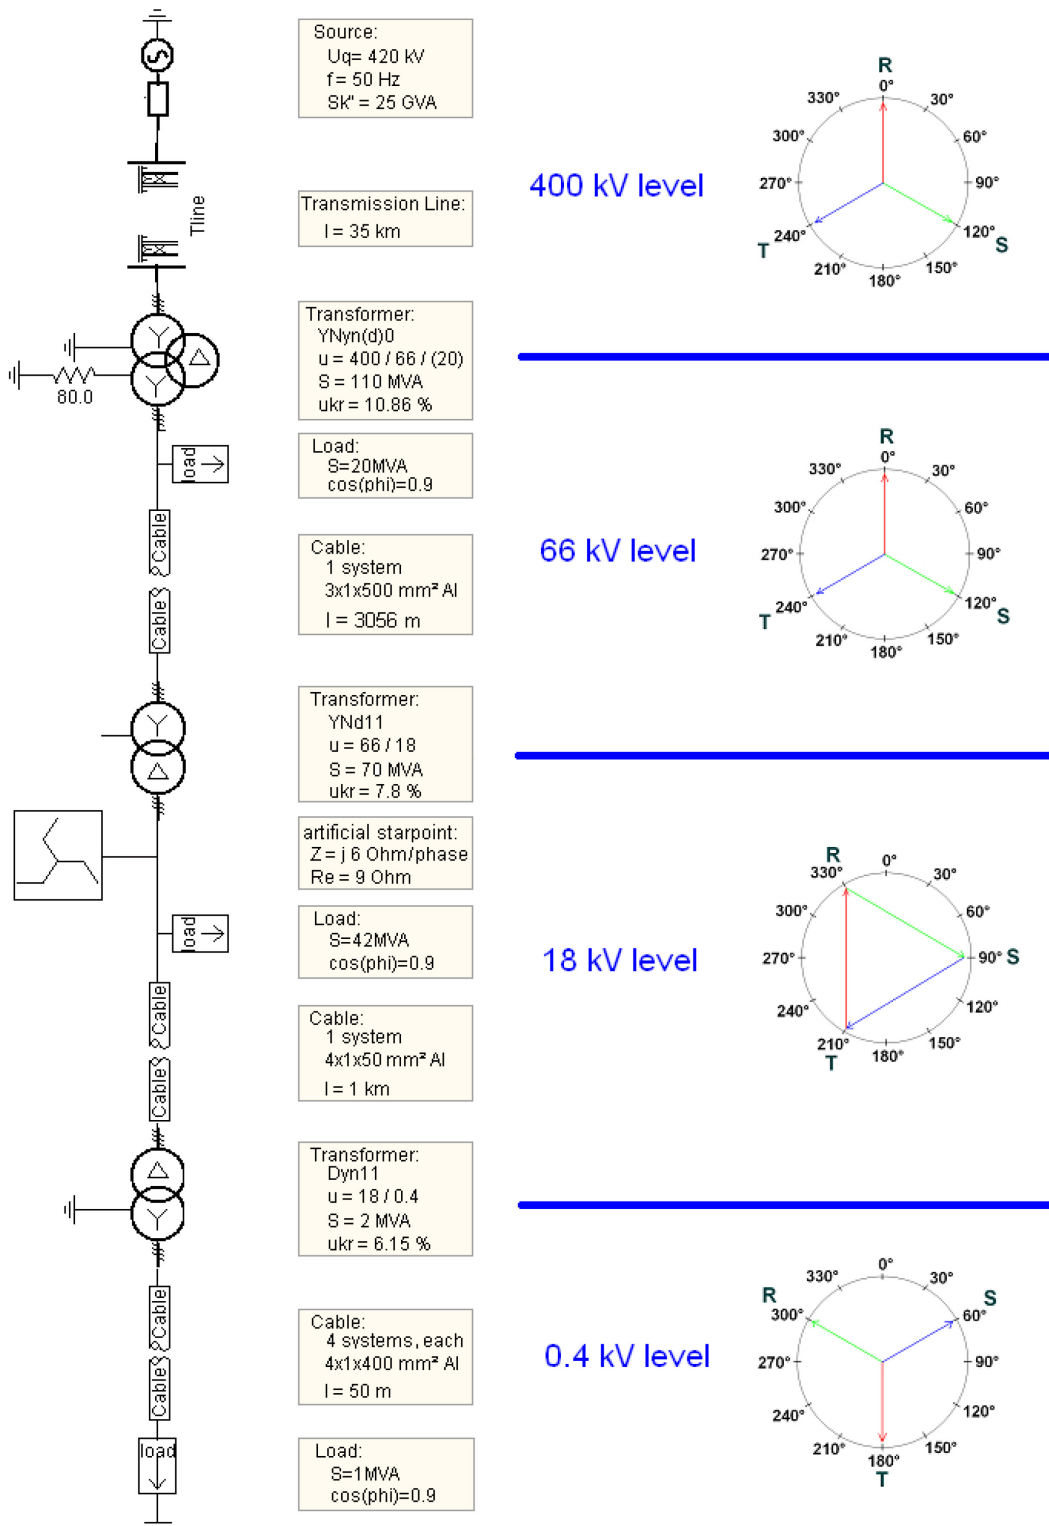 Source:
Uq= 420 kV
f = 50 Hz
Sk" = 25 GVA
400 kV level
R
0°
30°
60°
90°
120°
S
150°
180°
210°
T
240°
270°
300°
330°
Tline
Transmission Line:
l = 35 km
Transformer:
YNyn(d)0
u = 400 / 66 / (20)
S = 110 MVA
ukr = 10.86 %
80.0
Load:
S=20MVA
cos(phi)=0.9
load
66 kV level
R
0°
30°
60°
90°
120°
S
150°
180°
210°
T
240°
270°
300°
330°
Cable
Cable
Cable:
1 system
3x1x500 mm² Al
l = 3056 m
Transformer:
YNd11
u = 66 / 18
S = 70 MVA
ukr = 7.8 %
artificial starpoint:
Z = j 6 Ohm/phase
Re = 9 Ohm
load
Load:
S=42MVA
cos(phi)=0.9
18 kV level
R
0°
30°
60°
90°
S
120°
150°
180°
210°
T
240°
270°
300°
330°
Cable
Cable
Cable:
1 system
4x1x50 mm² Al
l = 1 km
Transformer:
Dyn11
u = 18 / 0.4
S = 2 MVA
ukr = 6.15 %
0.4 kV level
0°
30°
S
60°
90°
120°
150°
180°
T
210°
240°
270°
300°
R
330°
Cable
Cable
Cable:
4 systems, each
4x1x400 mm² Al
l = 50 m
load
Load:
S=1MVA
cos(phi)=0.9